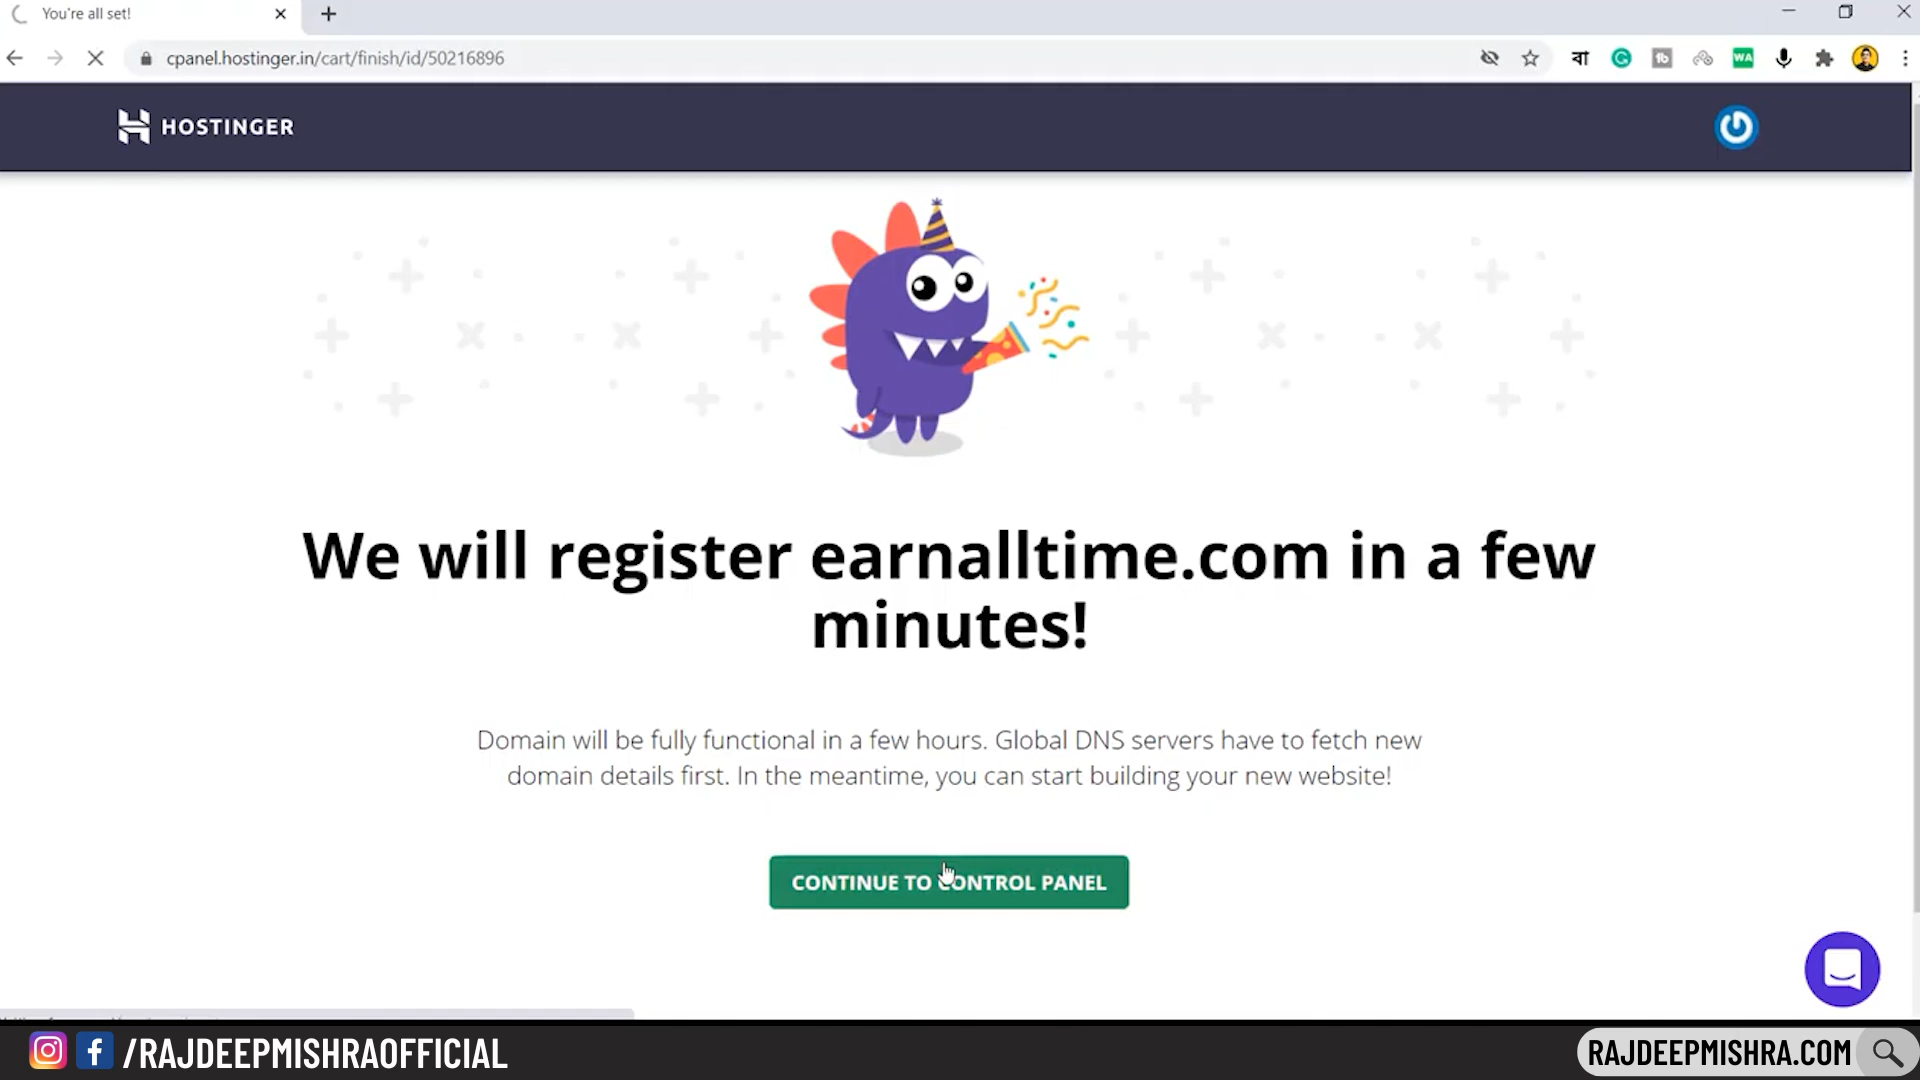 You're all set!
cpanel.hostinger.in/cart/finish/id/50216896
বা
WA
HOSTINGER
We will register earnalltime.com in a few
minutes!
Domain will be fully functional in a few hours. Global DNS servers have to fetch new
domain details first. In the meantime, you can start building your new website!
CONTINUE TO CONTROL PANEL
/RAJDEEPMISHRAOFFICIAL
RAJDEEPMISHRA.COM